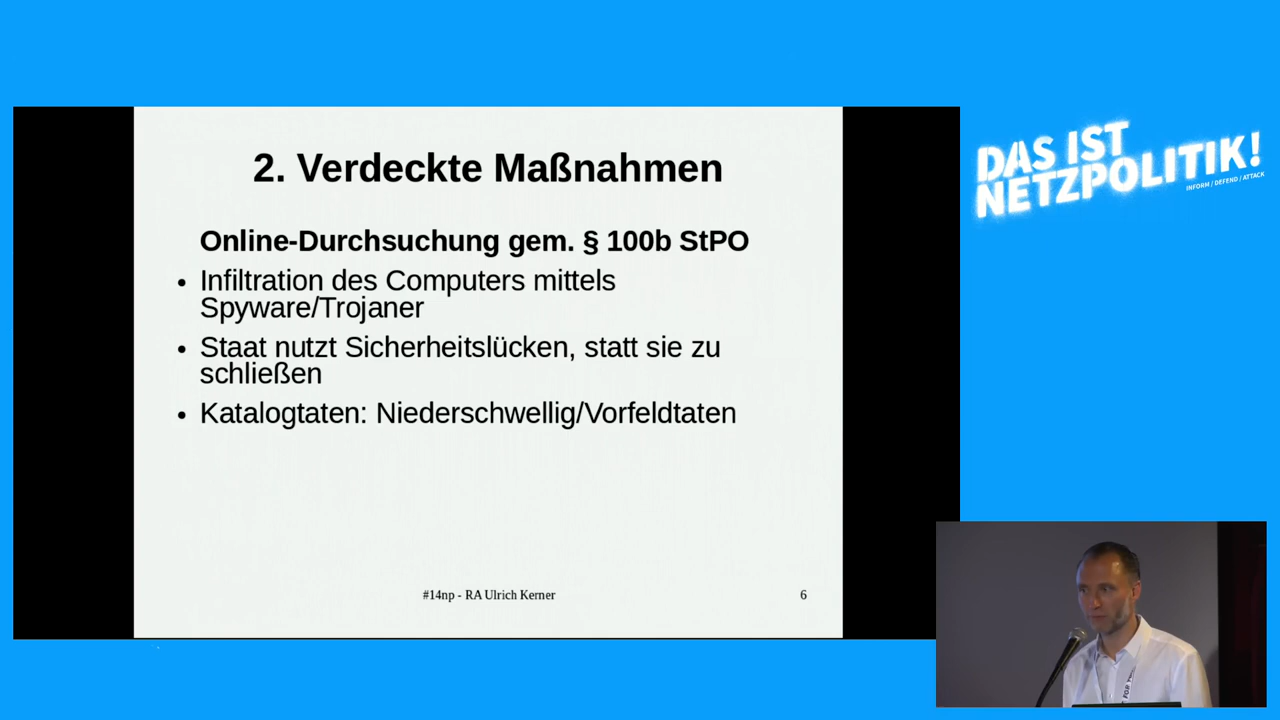 2. Verdeckte Maßnahmen
Online-Durchsuchung gem. § 100b StPO
• Infiltration des Computers mittels
Spyware/Trojaner
• Staat nutzt Sicherheitslücken, statt sie zu
schließen
• Katalogtaten: Niederschwellig/Vorfeldtaten
#14np - RA Ulrich Kerner
6
DAS IST
NETZPOLITIK!
INFORM / DEFEND / ATTACK
FOR